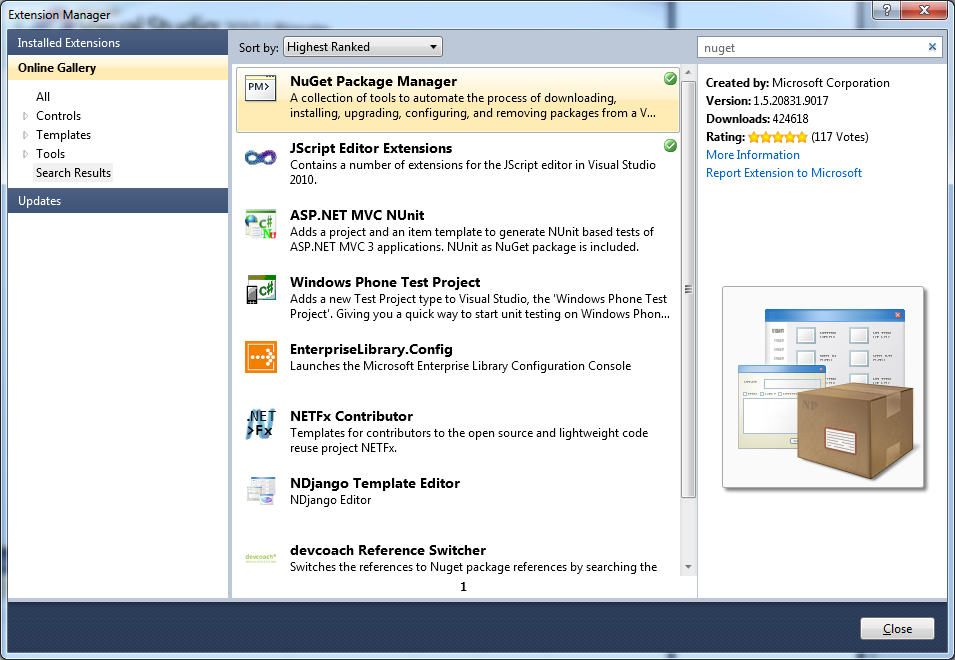 Extension Manager
Installed Extensions
Online Gallery
All
Controls
Templates
Tools
Search Results
Updates
Sort by: Highest Ranked
PM>
NuGet Package Manager
A collection of tools to automate the process of downloading,
installing, upgrading, configuring, and removing packages from a V...
JScript Editor Extensions
Contains a number of extensions for the JScript editor in Visual Studio
2010.
ASP.NET MVC NUnit
Adds a project and an item template to generate NUnit based tests of
ASP.NET MVC 3 applications. NUnit as NuGet package is included.
Windows Phone Test Project
Adds a new Test Project type to Visual Studio, the 'Windows Phone Test
Project'. Giving you a quick way to start unit testing on Windows Phon...
EnterpriseLibrary.Config
Launches the Microsoft Enterprise Library Configuration Console
.NET
>Fx
NETFx Contributor
Templates for contributors to the open source and lightweight code
reuse project NETFx.
NDjango Template Editor
NDjango Editor
devcoach
devcoach Reference Switcher
Switches the references to Nuget package references by searching the
1
nuget
Created by: Microsoft Corporation
Version: 1.5.20831.9017
Downloads: 424618
Rating: (117 Votes)
More Information
Report Extension to Microsoft
NP
Close